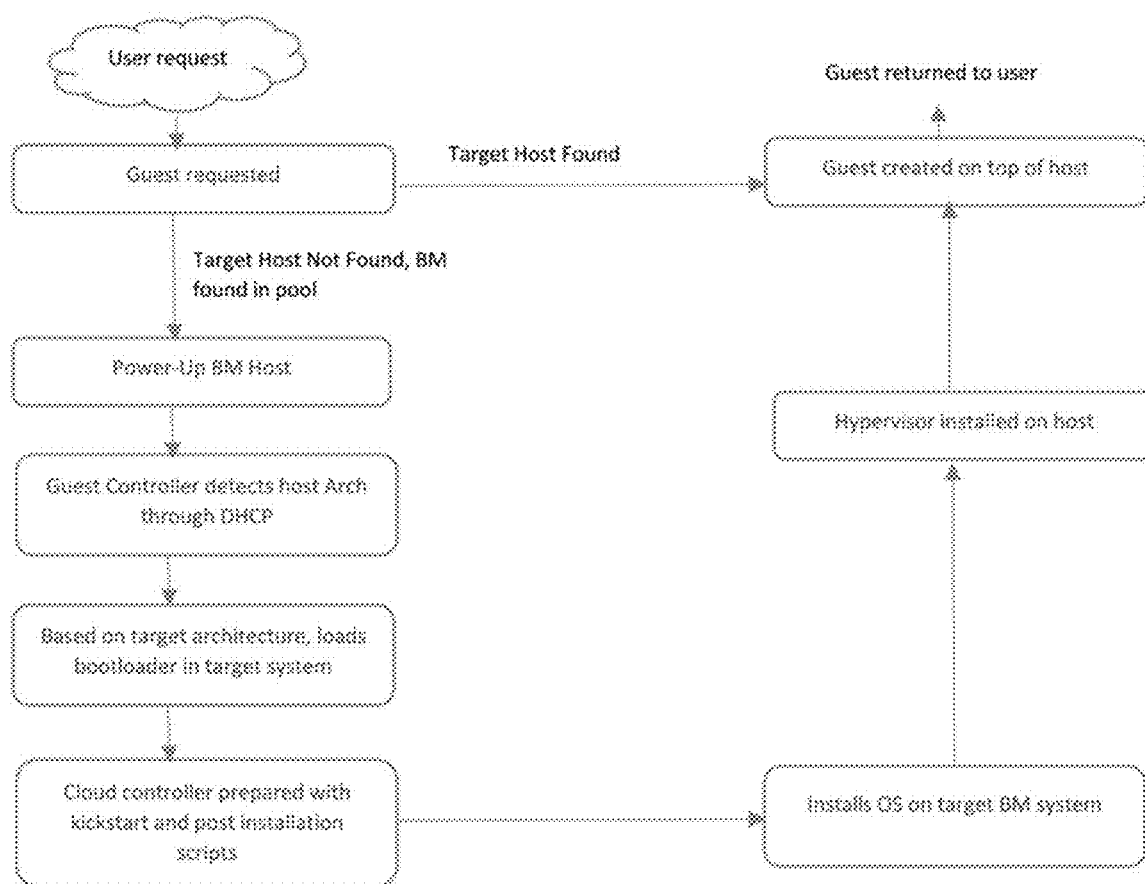 User request
Guest returned to user
Guest requested
Target Host Found
Guest created on top of host
Target Host Not Found, BM
found in pool
Power-Up BM Host
Hypervisor installed on host
Guest Controller detects host Arch
through DHCP
Based on target architecture, loads
bootloader in target system
Cloud controller prepared with
kickstart and post installation
scripts
Installs OS on target BM system